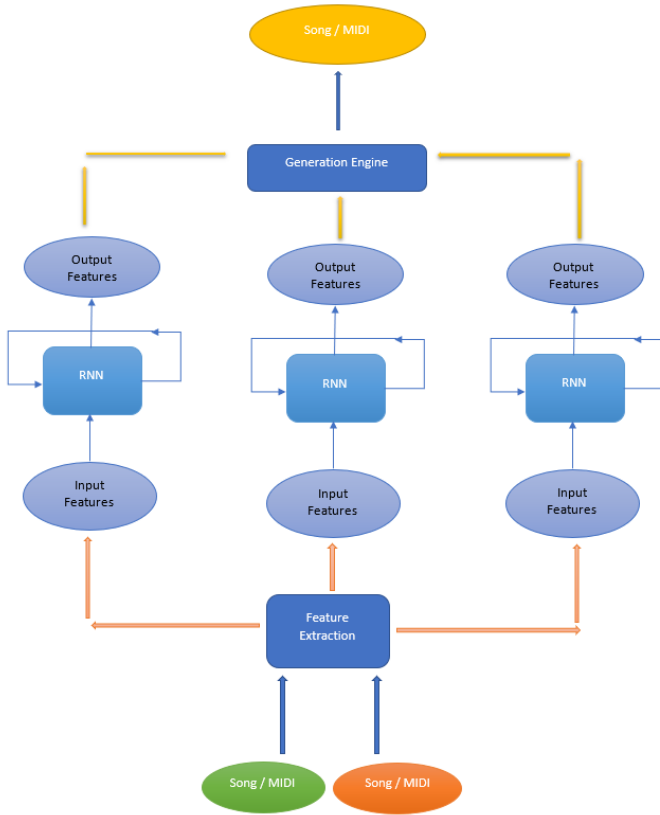 Song / MIDI
Generation Engine
Output
Features
Output
Features
Output
Features
RNN
RNN
RNN
Input
Features
Input
Features
Input
Features
Feature
Extraction
Song / MIDI
Song / MIDI